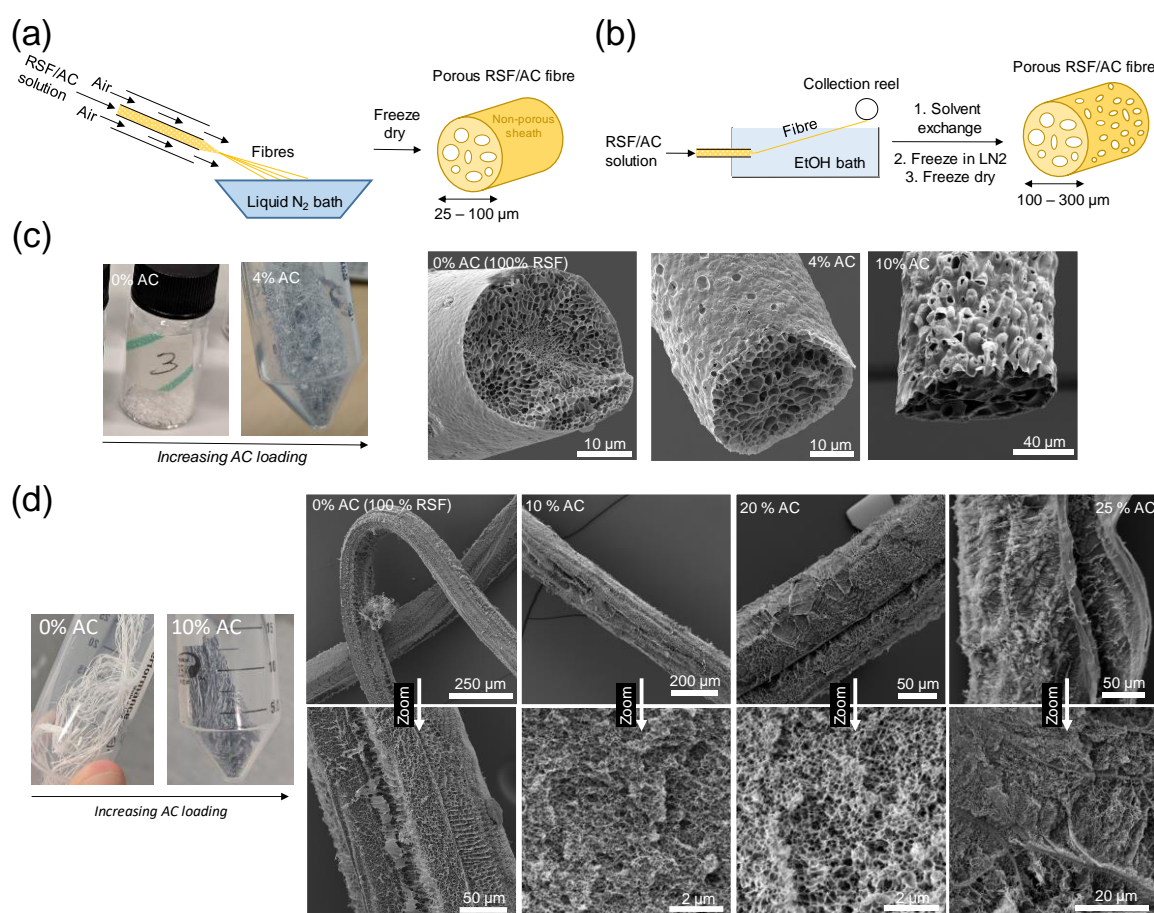 (a)
RSF/AC
solution
Air
Air
Fibres
Liquid N₂ bath
Freeze
dry
Porous RSF/AC fibre
Non-porous
sheath
25 – 100 µm
(b)
Collection reel
RSF/AC
solution
Fibre
EtOH bath
1. Solvent
exchange
2. Freeze in LN2
3. Freeze dry
Porous RSF/AC fibre
100 – 300 µm
(c)
0% AC
3
4% AC
Increasing AC loading
0% AC (100% RSF)
10 µm
4% AC
10 µm
10% AC
40 µm
(d)
0% AC
10% AC
10
Increasing AC loading
0% AC (100 % RSF)
250 µm
10 % AC
200 µm
20 % AC
50 µm
25 % AC
50 µm
Zoom
Zoom
Zoom
Zoom
50 µm
2 µm
2 µm
20 µm